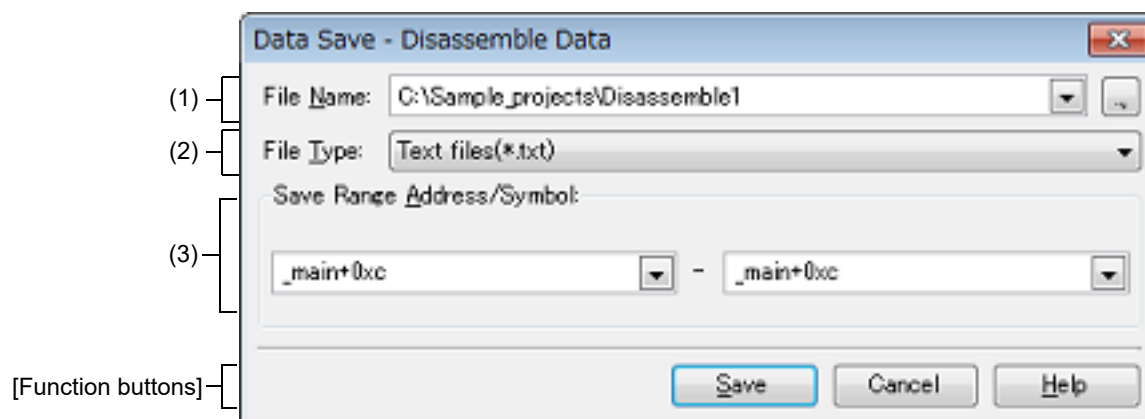 Data Save - Disassemble Data
(1) File Name: C:\Sample_projects\Disassemble1 ...
(2) File Type: Text files(*.txt)
Save Range Address/Symbol:
(3) _main+0xc - _main+0xc
[Function buttons] Save Cancel Help